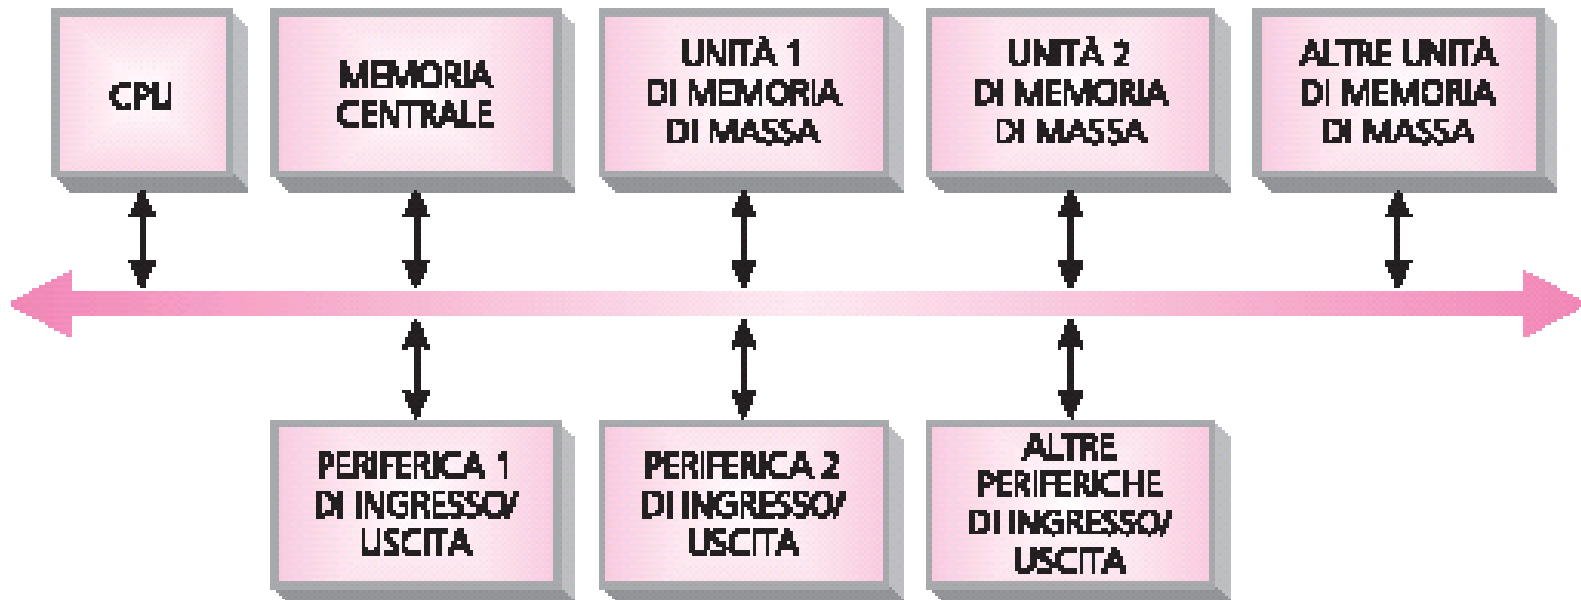 CPU
MEMORIA
CENTRALE
UNITÀ 1
DI MEMORIA
DI MASSA
UNITÀ 2
DI MEMORIA
DI MASSA
ALTRE UNITÀ
DI MEMORIA
DI MASSA
PERIFERICA 1
DI INGRESSO/
USCITA
PERIFERICA 2
DI INGRESSO/
USCITA
ALTRE
PERIFERICHE
DI INGRESSO/
USCITA